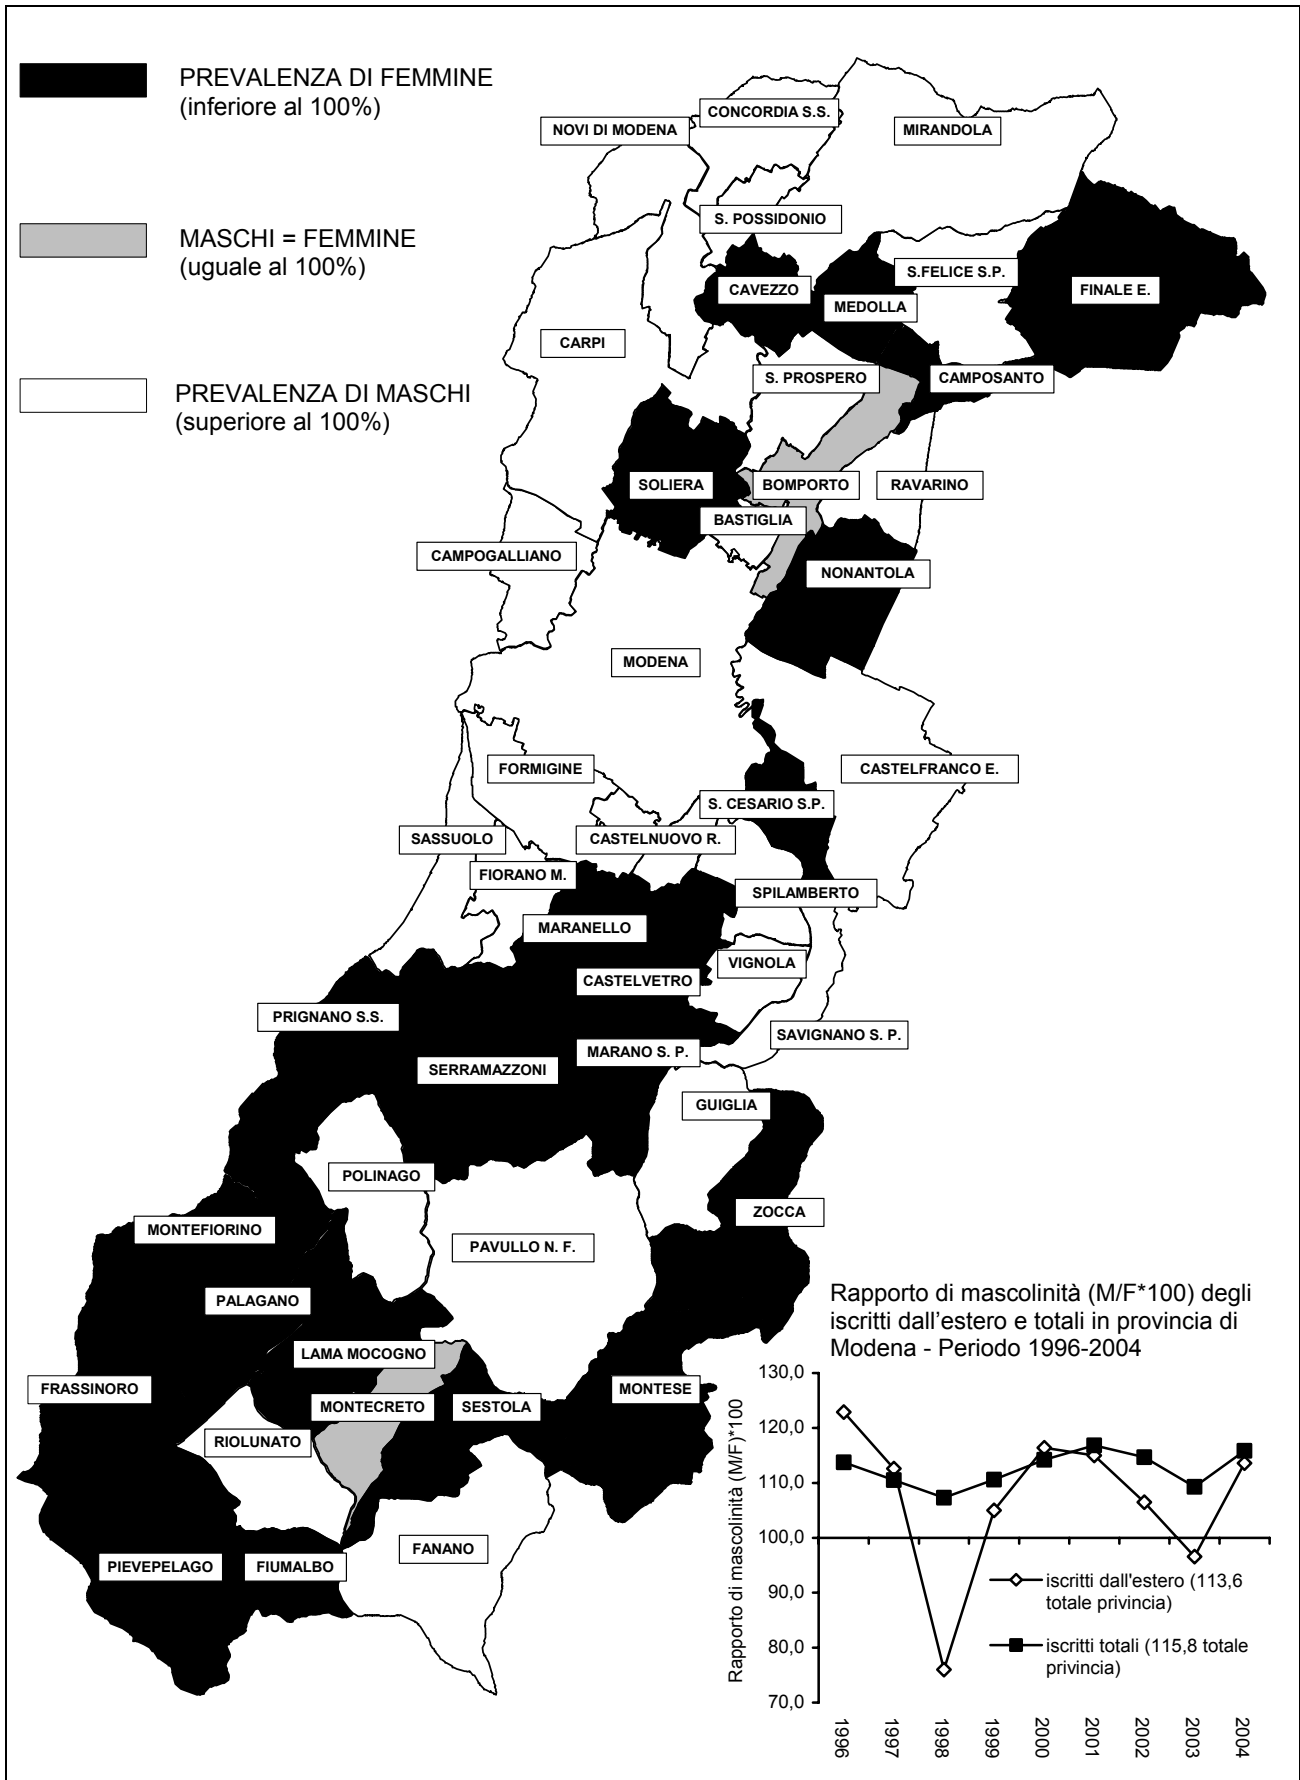 PREVALENZA DI FEMMINE
(inferiore al 100%)
MASCHI = FEMMINE
(uguale al 100%)
PREVALENZA DI MASCHI
(superiore al 100%)
CONCORDIA S.S.
NOVI DI MODENA
MIRANDOLA
S. POSSIDONIO
S.FELICE S.P.
CAVEZZO
FINALE E.
MEDOLLA
CARPI
S. PROSPERO
CAMPOSANTO
SOLIERA
BOMPORTO
RAVARINO
BASTIGLIA
CAMPOGALLIANO
NONANTOLA
MODENA
FORMIGINE
CASTELFRANCO E.
S. CESARIO S.P.
SASSUOLO
CASTELNUOVO R.
FIORANO M.
SPILAMBERTO
MARANELLO
VIGNOLA
CASTELVETRO
PRIGNANO S.S.
SAVIGNANO S. P.
MARANO S. P.
SERRAMAZZONI
GUIGLIA
POLINAGO
ZOCCA
MONTEFIORINO
PAVULLO N. F.
PALAGANO
LAMA MOCOGNO
FRASSINORO
MONTESE
MONTECRETO
SESTOLA
RIOLUNATO
FANANO
PIEVEPELAGO
FIUMALBO
Rapporto di mascolinità (M/F*100) degli
iscritti dall'estero e totali in provincia di
Modena - Periodo 1996-2004
Rapporto di mascolinità (M/F)*100
130,0
120,0
110,0
100,0
90,0
80,0
70,0
1996
1997
1998
1999
2000
2001
2002
2003
2004
iscritti dall'estero (113,6
totale privincia)
iscritti totali (115,8 totale
privincia)